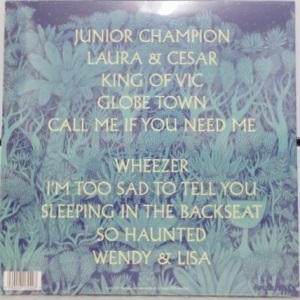 JUNIOR CHAMPION
LAURA & CESAR
KING OF VIC
GLOBE TOWN
CALL ME IF YOU NEED ME
WHEEZER
I'M TOO SAD TO TELL YOU
SLEEPING IN THE BACKSEAT
SO HAUNTED
WENDY & LISA